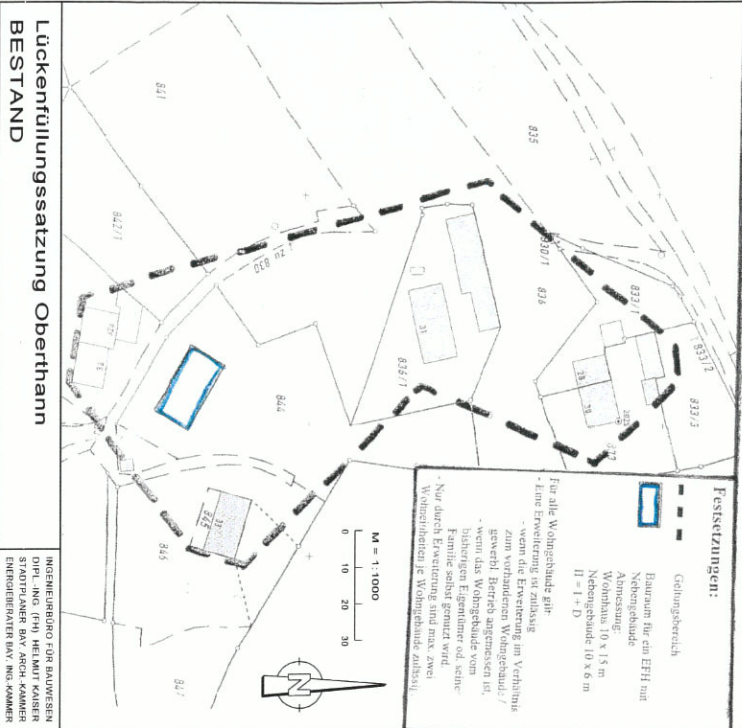 Lückenfüllungssatzung Oberthann
BESTAND
INGENIEURBÜRO FÜR BAUWESEN
DIPL.-ING. (FH) HELMUT KAISER
STADTPLANER BAY. ARCH.-KAMMER
ENERGIEBERATER BAY. ING.-KAMMER
Festsetzungen:
Geltungsbereich
Bauraum für ein EFH mit
Nebengebäude
Abmessung:
Wohnhaus 10 x 15 m
Nebengebäude 10 x 6 m
II = I + D
Für alle Wohngebäude gilt:
- Eine Erweiterung ist zulässig
- wenn die Erweiterung im Verhältnis
zum vorhandenen Wohngebäude /
gewerbl. Betrieb angemessen ist,
- wenn das Wohngebäude vom
bisherigen Eigentümer od. seiner
Familie selbst genutzt wird.
- Nur durch Erweiterung sind max. zwei
Wohneinheiten je Wohngebäude zulässig.
M = 1:1000
0 10 20 30
N
841
835
842/1
zu 830
830/1
836
833/1
833/2
833/3
31
836/1
28
844
845
846
847